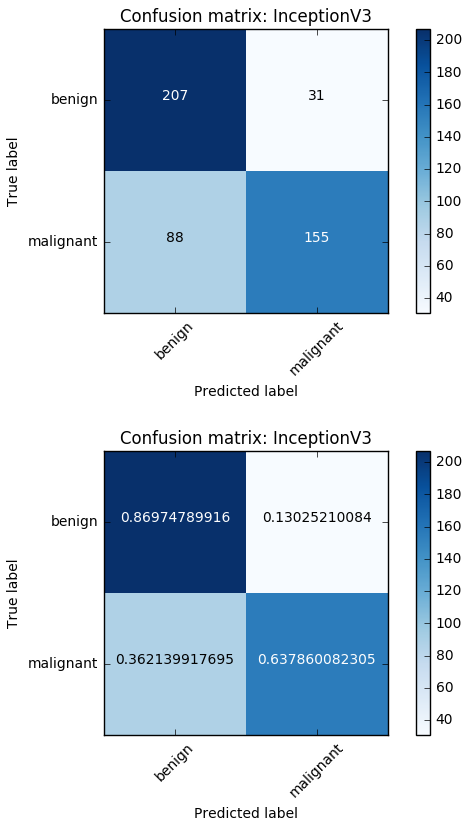 Confusion matrix: InceptionV3
True label
benign
malignant
207
31
88
155
benign
malignant
Predicted label
200
180
160
140
120
100
80
60
40
Confusion matrix: InceptionV3
True label
benign
malignant
0.86974789916
0.13025210084
0.362139917695
0.637860082305
benign
malignant
Predicted label
200
180
160
140
120
100
80
60
40